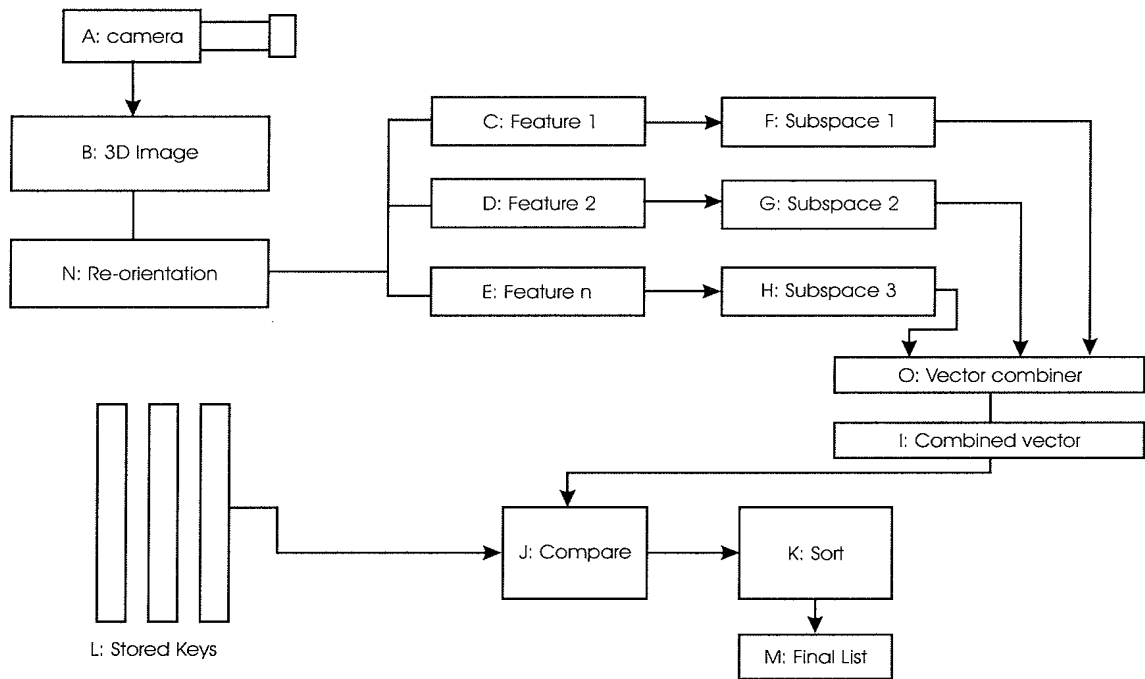 A: camera
B: 3D Image
N: Re-orientation
C: Feature 1
F: Subspace 1
D: Feature 2
G: Subspace 2
E: Feature n
H: Subspace 3
O: Vector combiner
I: Combined vector
L: Stored Keys
J: Compare
K: Sort
M: Final List